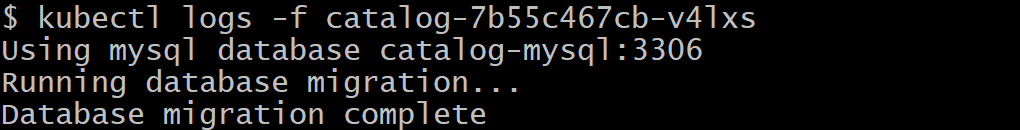 $ kubectl logs -f catalog-7b55c467cb-v4lxs
Using mysql database catalog-mysql:3306
Running database migration...
Database migration complete